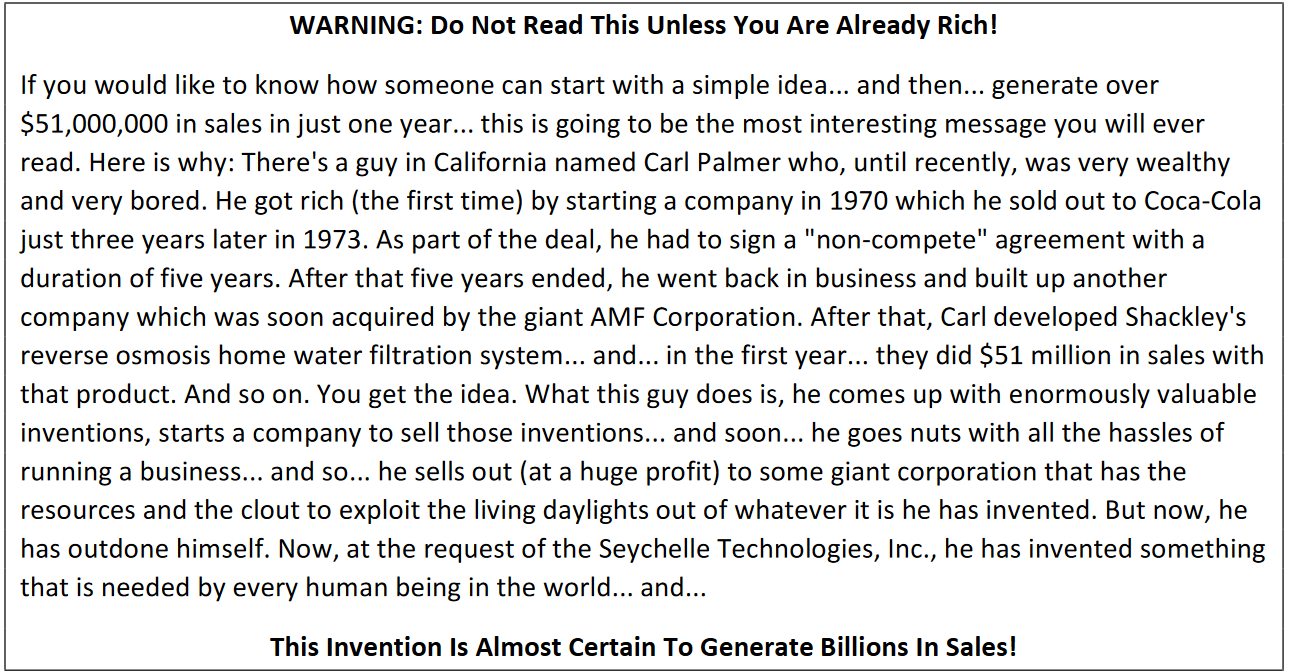 WARNING: Do Not Read This Unless You Are Already Rich!
If you would like to know how someone can start with a simple idea... and then... generate over
$51,000,000 in sales in just one year... this is going to be the most interesting message you will ever
read. Here is why: There's a guy in California named Carl Palmer who, until recently, was very wealthy
and very bored. He got rich (the first time) by starting a company in 1970 which he sold out to Coca-Cola
just three years later in 1973. As part of the deal, he had to sign a "non-compete" agreement with a
duration of five years. After that five years ended, he went back in business and built up another
company which was soon acquired by the giant AMF Corporation. After that, Carl developed Shackley's
reverse osmosis home water filtration system... and... in the first year... they did $51 million in sales with
that product. And so on. You get the idea. What this guy does is, he comes up with enormously valuable
inventions, starts a company to sell those inventions... and soon... he goes nuts with all the hassles of
running a business... and so... he sells out (at a huge profit) to some giant corporation that has the
resources and the clout to exploit the living daylights out of whatever it is he has invented. But now, he
has outdone himself. Now, at the request of the Seychelle Technologies, Inc., he has invented something
that is needed by every human being in the world... and...
This Invention Is Almost Certain To Generate Billions In Sales!